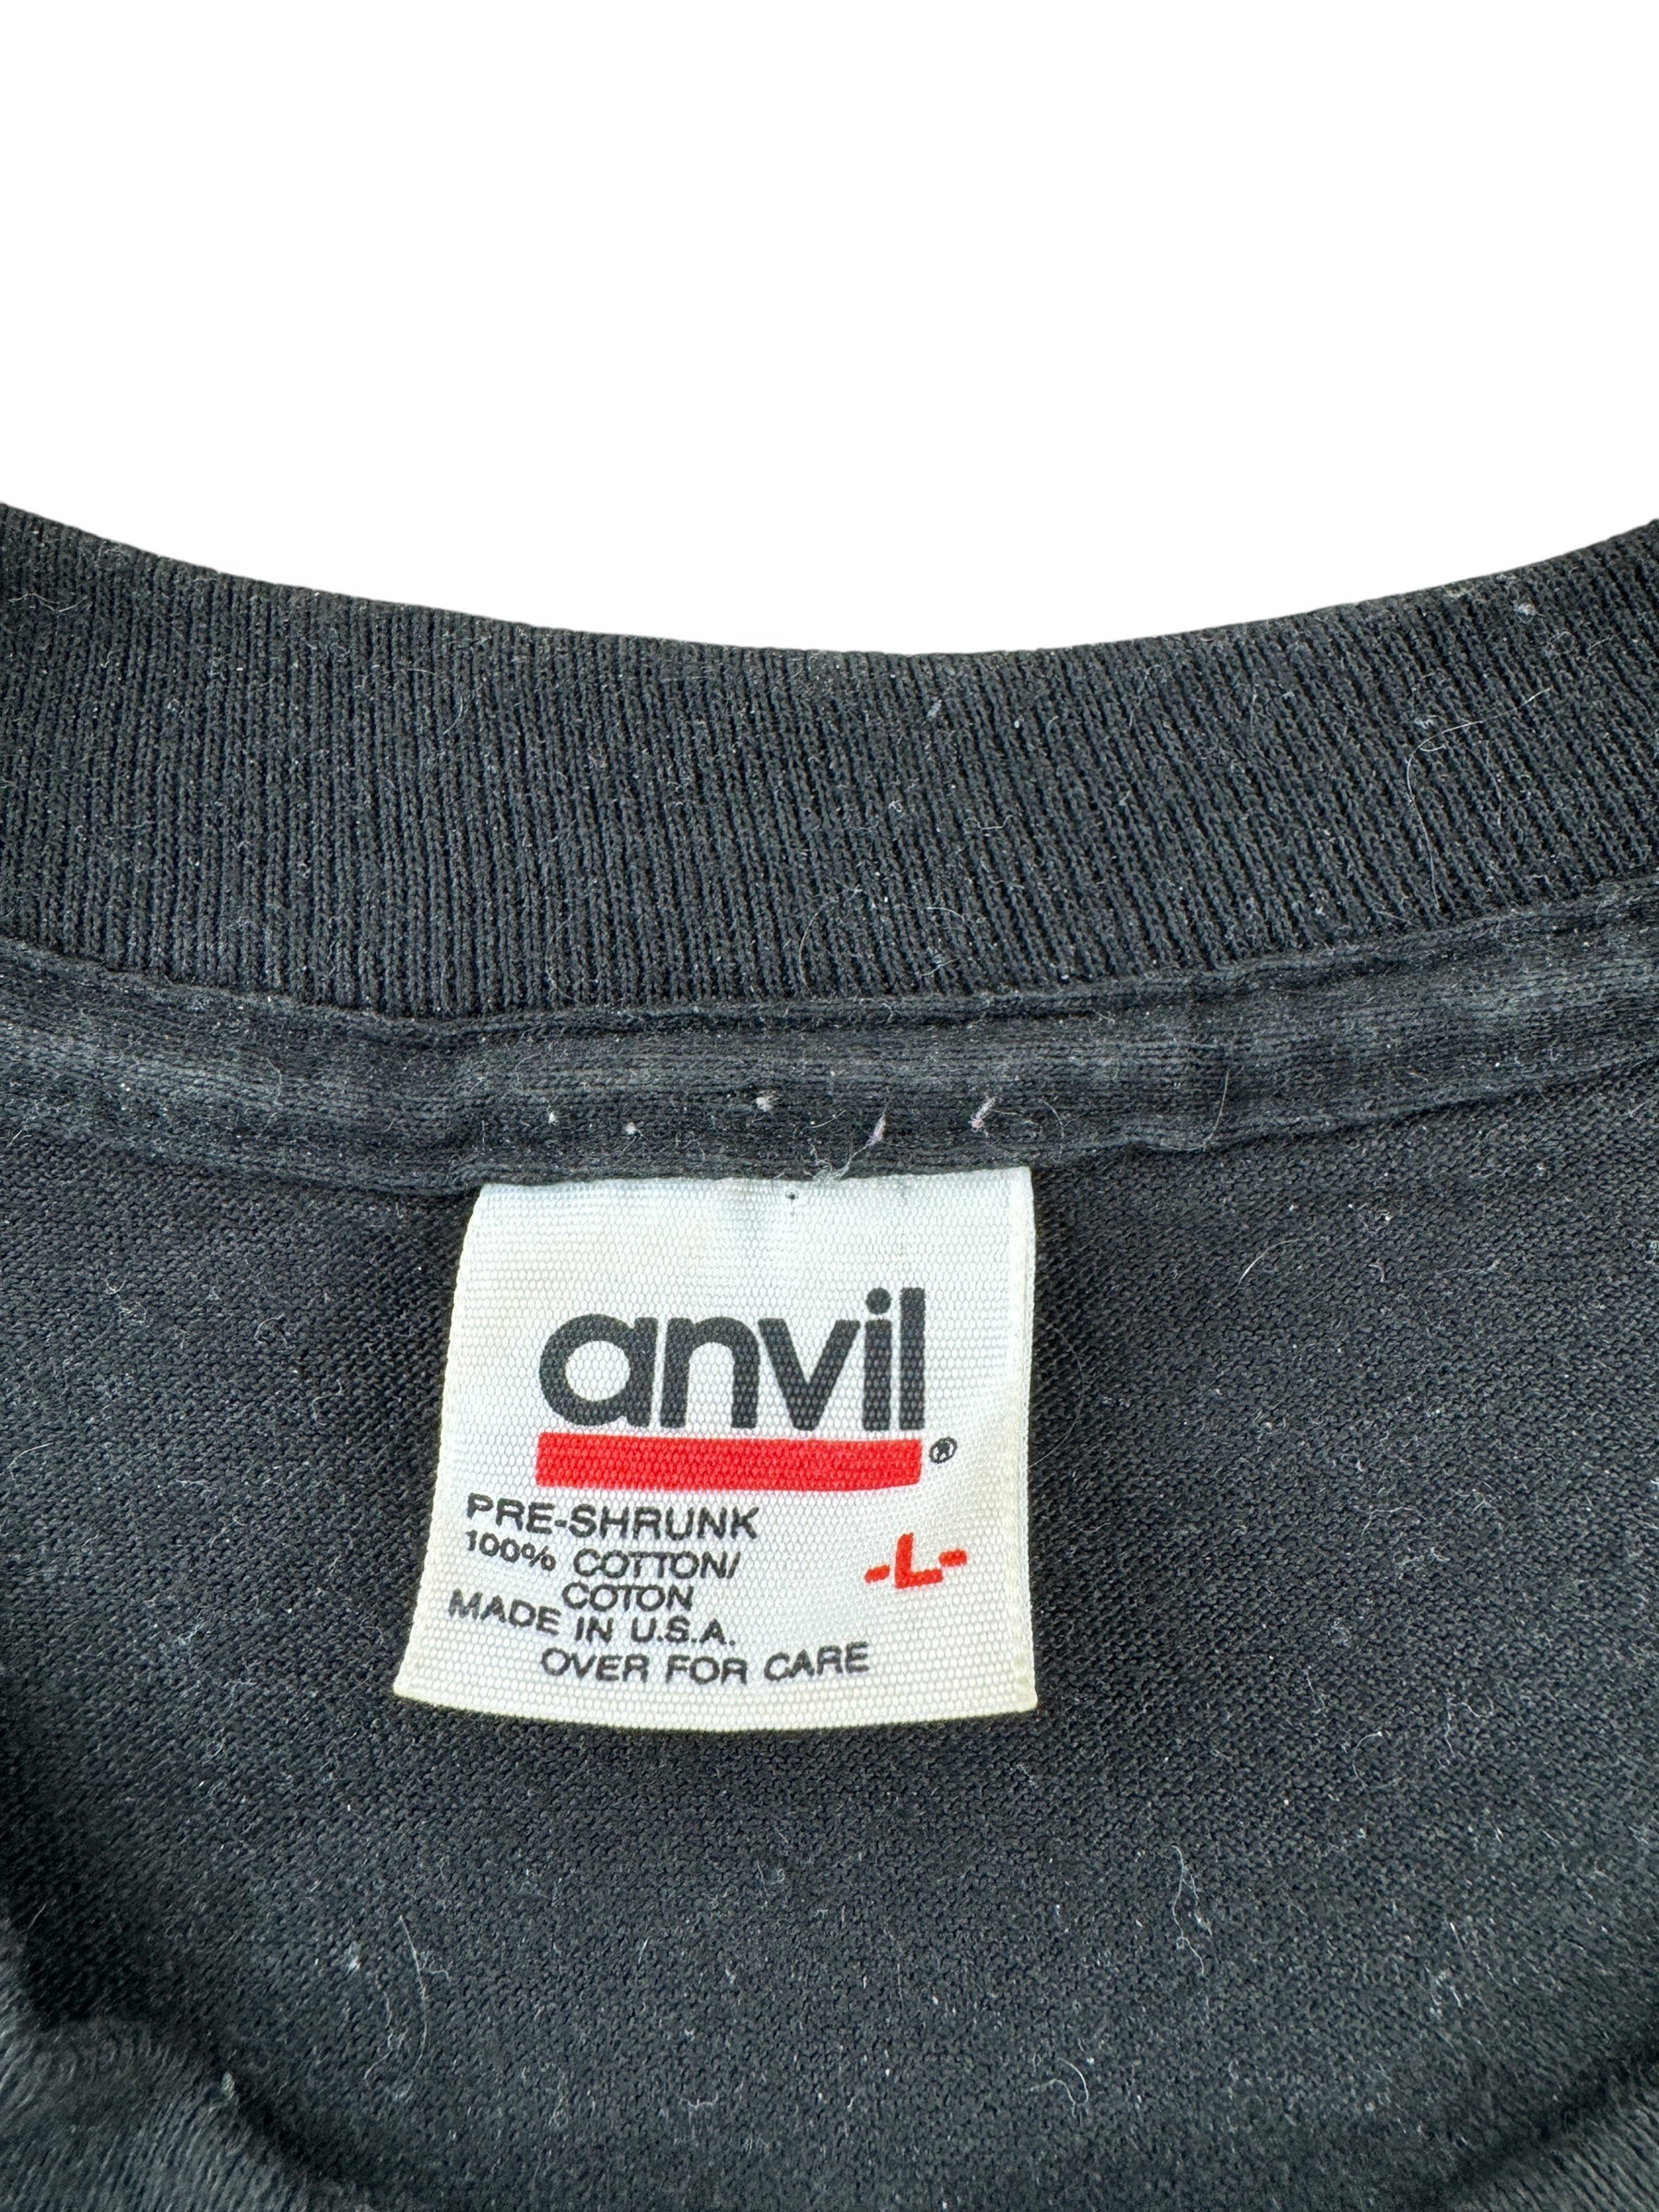 anvil®
PRE-SHRUNK
100% COTTON/
COTON
-L-
MADE IN U.S.A.
OVER FOR CARE